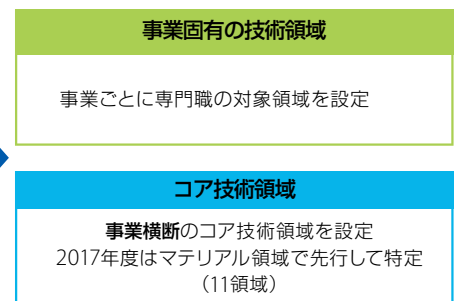 事業固有の技術領域
事業ごとに専門職の対象領域を設定
コア技術領域
事業横断のコア技術領域を設定
2017年度はマテリアル領域で先行して特定
（11領域）